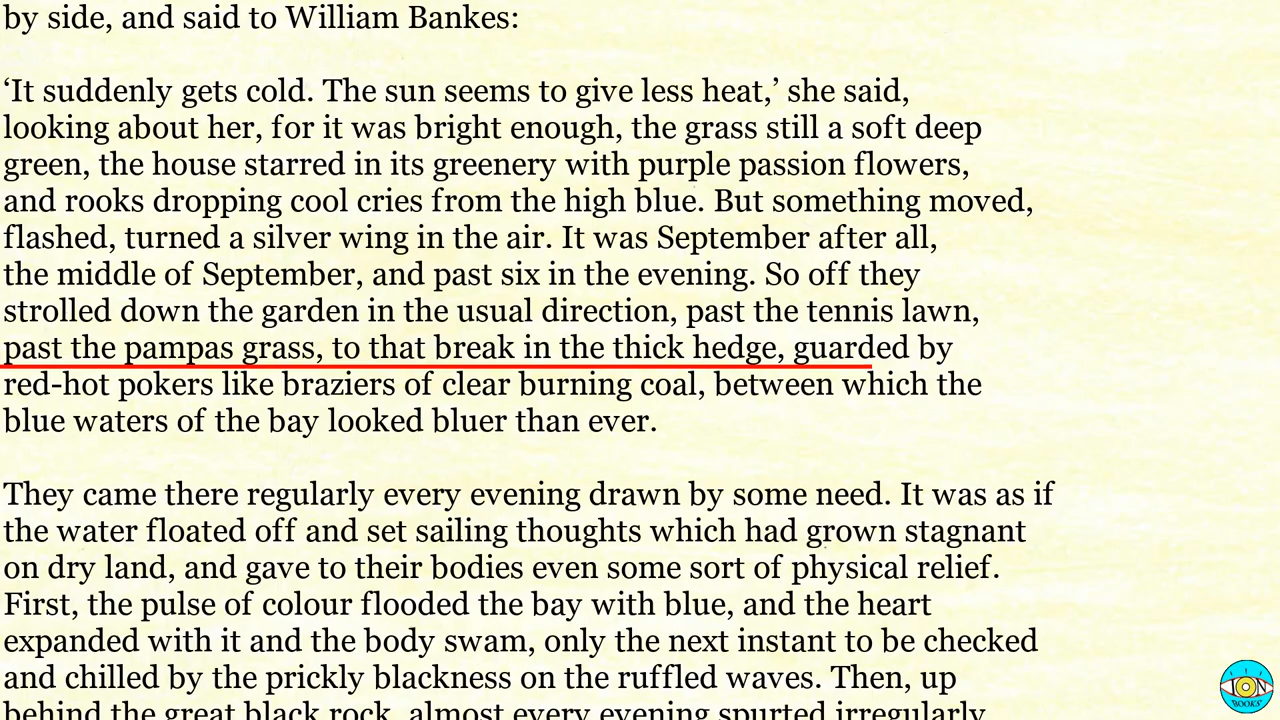 by side, and said to William Bankes:
‘It suddenly gets cold. The sun seems to give less heat,’ she said,
looking about her, for it was bright enough, the grass still a soft deep
green, the house starred in its greenery with purple passion flowers,
and rooks dropping cool cries from the high blue. But something moved,
flashed, turned a silver wing in the air. It was September after all,
the middle of September, and past six in the evening. So off they
strolled down the garden in the usual direction, past the tennis lawn,
past the pampas grass, to that break in the thick hedge, guarded by
red-hot pokers like braziers of clear burning coal, between which the
blue waters of the bay looked bluer than ever.
They came there regularly every evening drawn by some need. It was as if
the water floated off and set sailing thoughts which had grown stagnant
on dry land, and gave to their bodies even some sort of physical relief.
First, the pulse of colour flooded the bay with blue, and the heart
expanded with it and the body swam, only the next instant to be checked
and chilled by the prickly blackness on the ruffled waves. Then, up
behind the great black rock, almost every evening spurted irregularly,
ION
BOOKS